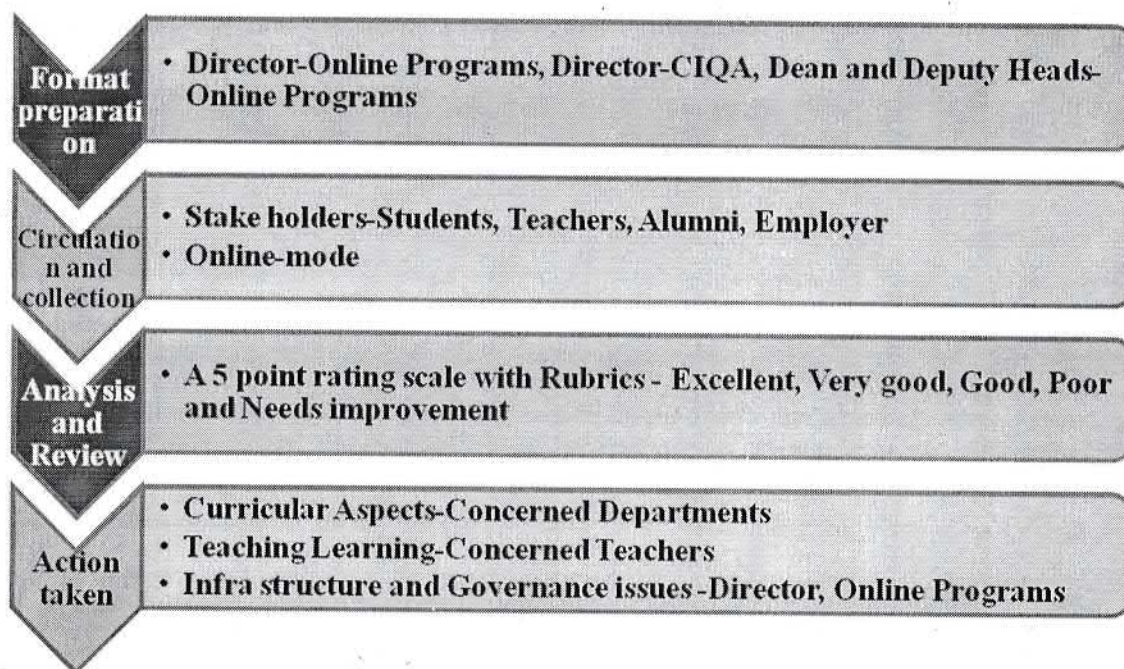 Format
preparati
on
• Director-Online Programs, Director-CIQA, Dean and Deputy Heads-
Online Programs
Circulatio
n and
collection
• Stake holders-Students, Teachers, Alumni, Employer
• Online-mode
Analysis
and
Review
• A 5 point rating scale with Rubrics - Excellent, Very good, Good, Poor
and Needs improvement
Action
taken
• Curricular Aspects-Concerned Departments
• Teaching Learning-Concerned Teachers
• Infra structure and Governance issues -Director, Online Programs